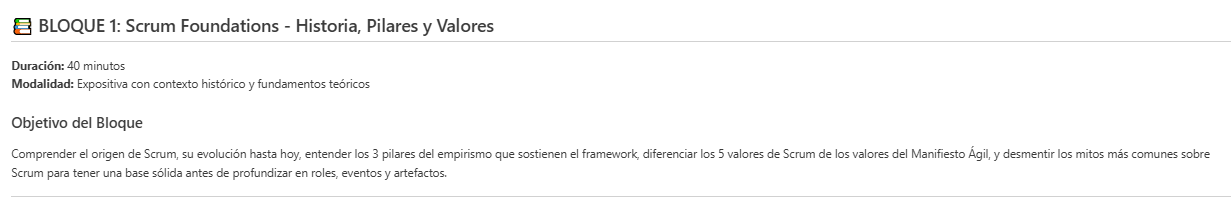 📚 BLOQUE 1: Scrum Foundations - Historia, Pilares y Valores
Duración: 40 minutos
Modalidad: Expositiva con contexto histórico y fundamentos teóricos
Objetivo del Bloque
Comprender el origen de Scrum, su evolución hasta hoy, entender los 3 pilares del empirismo que sostienen el framework, diferenciar los 5 valores de Scrum de los valores del Manifiesto Ágil, y desmentir los mitos más comunes sobre
Scrum para tener una base sólida antes de profundizar en roles, eventos y artefactos.